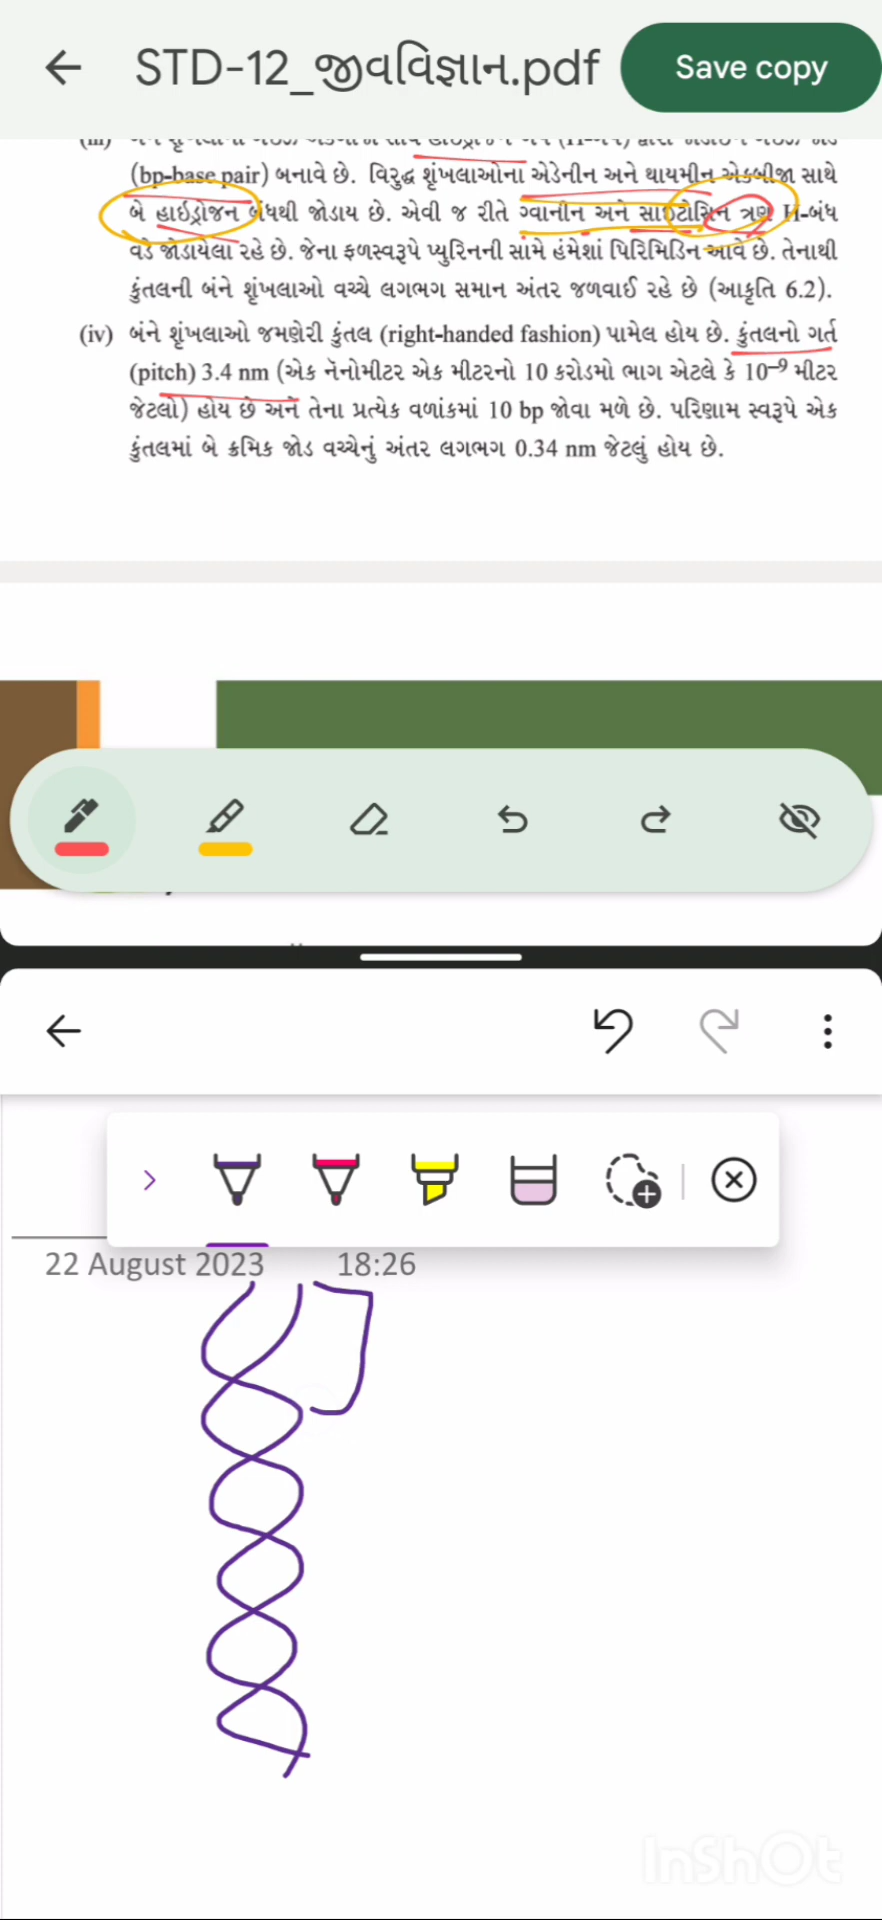 STD-12_જીવવિજ્ઞાન.pdf
Save copy
(bp-base pair) બનાવે છે. વિરુદ્ધ શૃંખલાઓના એડેનીન અને થાયમીન એકબીજા સાથે
બે હાઇડ્રોજન બંધથી જોડાય છે. એવી જ રીતે ગ્વાનીન અને સાઇટોસિન ત્રણ H-બંધ
વડે જોડાયેલા રહે છે. જેના ફળસ્વરૂપે પ્યુરિનની સામે હંમેશાં પિરિમિડિન આવે છે. તેનાથી
કુંતલની બંને શૃંખલાઓ વચ્ચે લગભગ સમાન અંતર જળવાઈ રહે છે (આકૃતિ 6.2).
(iv) બંને શૃંખલાઓ જમણેરી કુંતલ (right-handed fashion) પામેલ હોય છે. કુંતલનો ગર્ત
(pitch) 3.4 nm (એક નૅનોમીટર એક મીટરનો 10 કરોડમો ભાગ એટલે કે 10⁻⁹ મીટર
જેટલો) હોય છે અને તેના પ્રત્યેક વળાંકમાં 10 bp જોવા મળે છે. પરિણામ સ્વરૂપે એક
કુંતલમાં બે ક્રમિક જોડ વચ્ચેનું અંતર લગભગ 0.34 nm જેટલું હોય છે.
22 August 2023 18:26
InShOt